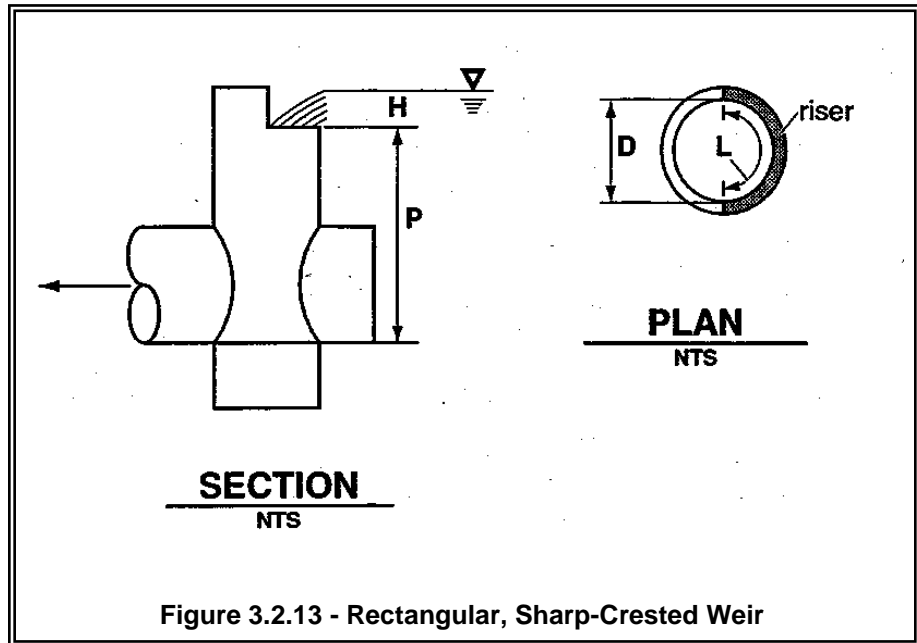 H
P
D
L
riser
PLAN
NTS
SECTION
NTS
Figure 3.2.13 - Rectangular, Sharp-Crested Weir